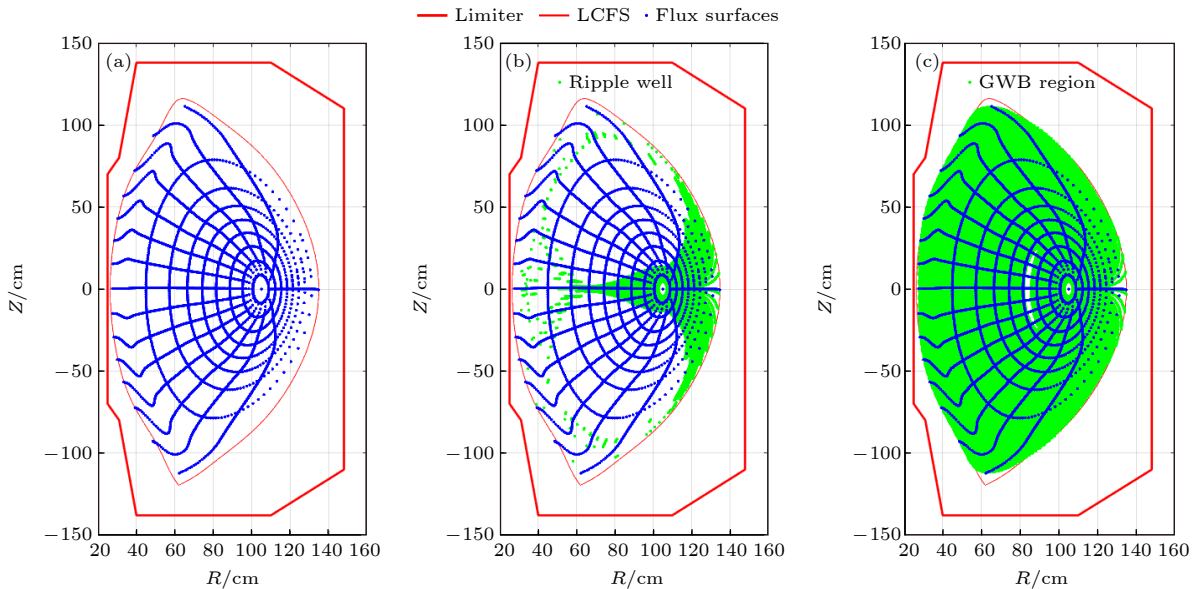 Limiter LCFS Flux surfaces
150 150 150
(a) (b) (c)
Ripple well GWB region
100 100 100
50 50 50
Z/cm Z/cm Z/cm
0 0 0
−50 −50 −50
−100 −100 −100
−150 −150 −150
20 40 60 80 100 120 140 160 20 40 60 80 100 120 140 160 20 40 60 80 100 120 140 160
R/cm R/cm R/cm